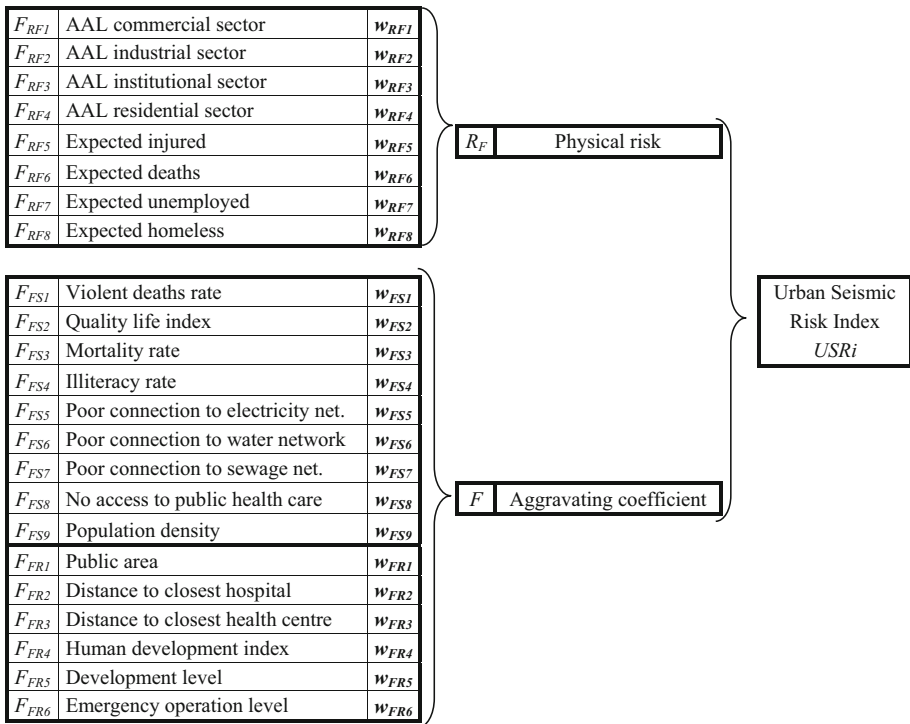 F_RF1 AAL commercial sector w_RF1
F_RF2 AAL industrial sector w_RF2
F_RF3 AAL institutional sector w_RF3
F_RF4 AAL residential sector w_RF4
F_RF5 Expected injured w_RF5
F_RF6 Expected deaths w_RF6
F_RF7 Expected unemployed w_RF7
F_RF8 Expected homeless w_RF8
R_F Physical risk
F_FS1 Violent deaths rate w_FS1
F_FS2 Quality life index w_FS2
F_FS3 Mortality rate w_FS3
F_FS4 Illiteracy rate w_FS4
F_FS5 Poor connection to electricity net. w_FS5
F_FS6 Poor connection to water network w_FS6
F_FS7 Poor connection to sewage net. w_FS7
F_FS8 No access to public health care w_FS8
F_FS9 Population density w_FS9
F_FR1 Public area w_FR1
F_FR2 Distance to closest hospital w_FR2
F_FR3 Distance to closest health centre w_FR3
F_FR4 Human development index w_FR4
F_FR5 Development level w_FR5
F_FR6 Emergency operation level w_FR6
F Aggravating coefficient
Urban Seismic
Risk Index
USRi